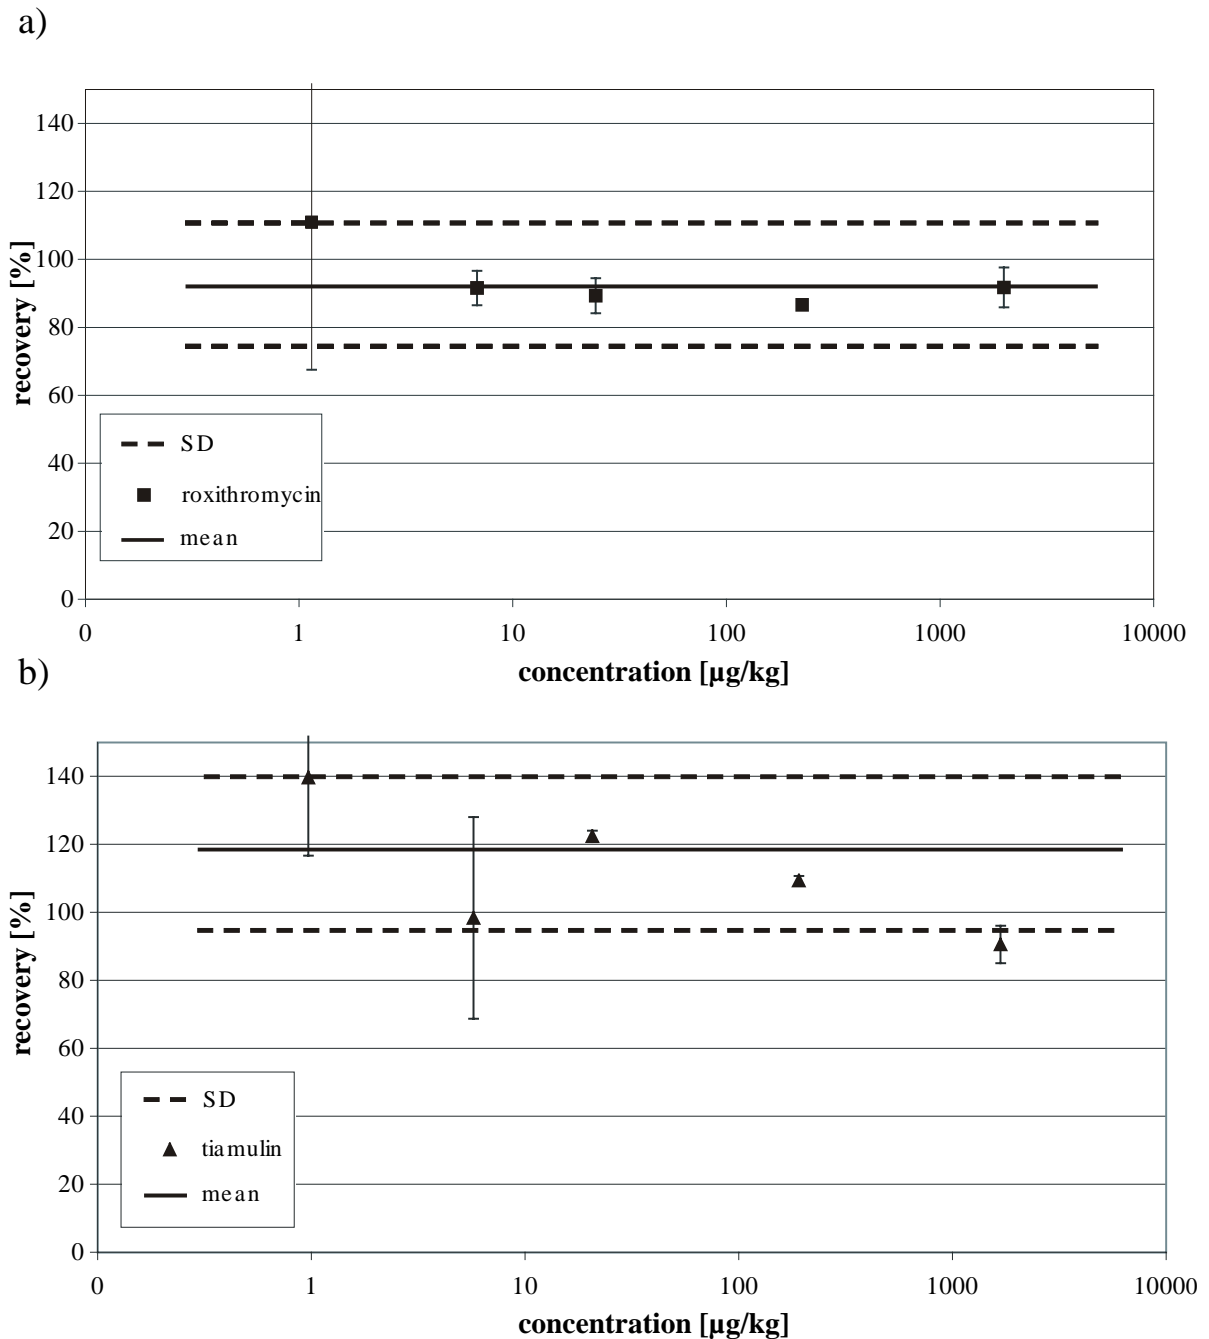 a)
140
120
100
80
60
40
20
0
recovery [%]
SD
roxithromycin
mean
0 1 10 100 1000 10000
concentration [µg/kg]
b)
140
120
100
80
60
40
20
0
recovery [%]
SD
tiamulin
mean
0 1 10 100 1000 10000
concentration [µg/kg]